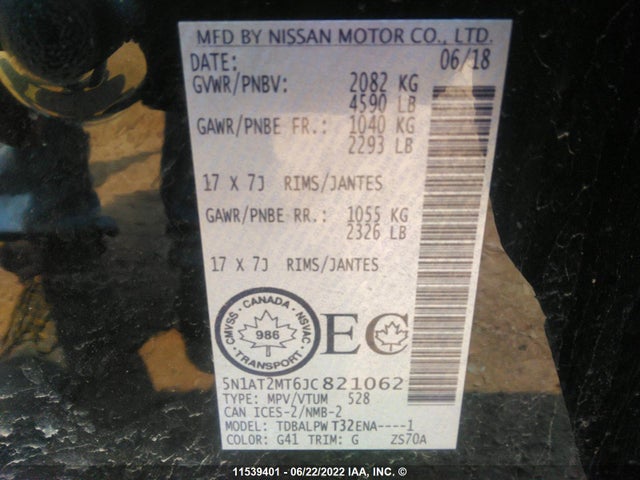 MFD BY NISSAN MOTOR CO., LTD.
DATE: 06/18
GVWR/PNBV: 2082 KG
4590 LB
GAWR/PNBE FR.: 1040 KG
2293 LB
17 X 7J RIMS/JANTES
GAWR/PNBE RR.: 1055 KG
2326 LB
17 X 7J RIMS/JANTES
CMVSS · CANADA · NSVAC
986
TRANSPORT
EC
5N1AT2MT6JC821062
TYPE: MPV/VTUM 528
CAN ICES-2/NMB-2
MODEL: TDBALPW T32ENA----1
COLOR: G41 TRIM: G ZS70A
11539401 - 06/22/2022 IAA, Inc.